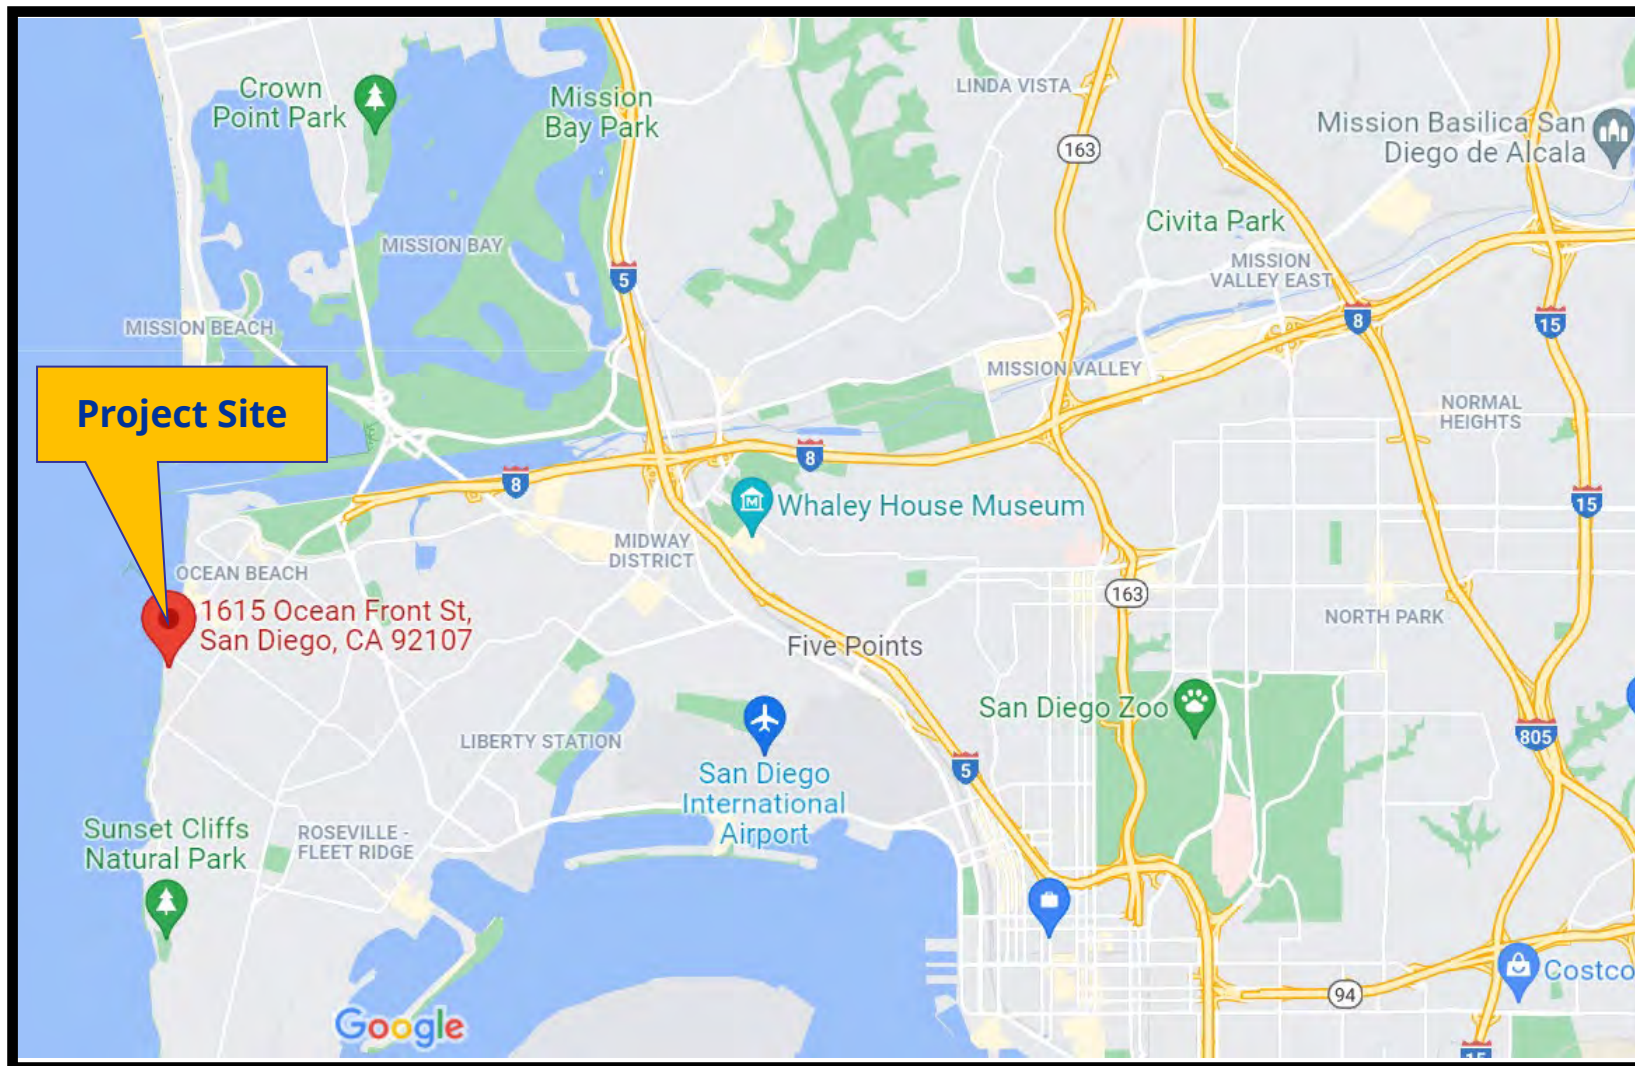 Crown
Point Park
Mission
Bay Park
LINDA VISTA
163
Mission Basilica San
Diego de Alcala
MISSION BAY
Civita Park
MISSION
VALLEY EAST
5
8
15
MISSION BEACH
MISSION VALLEY
Project Site
NORMAL
HEIGHTS
8
8
Whaley House Museum
15
MIDWAY
DISTRICT
OCEAN BEACH
163
1615 Ocean Front St,
San Diego, CA 92107
NORTH PARK
Five Points
San Diego Zoo
LIBERTY STATION
805
San Diego
International
Airport
5
Sunset Cliffs
Natural Park
ROSEVILLE -
FLEET RIDGE
Costco
94
Google
15